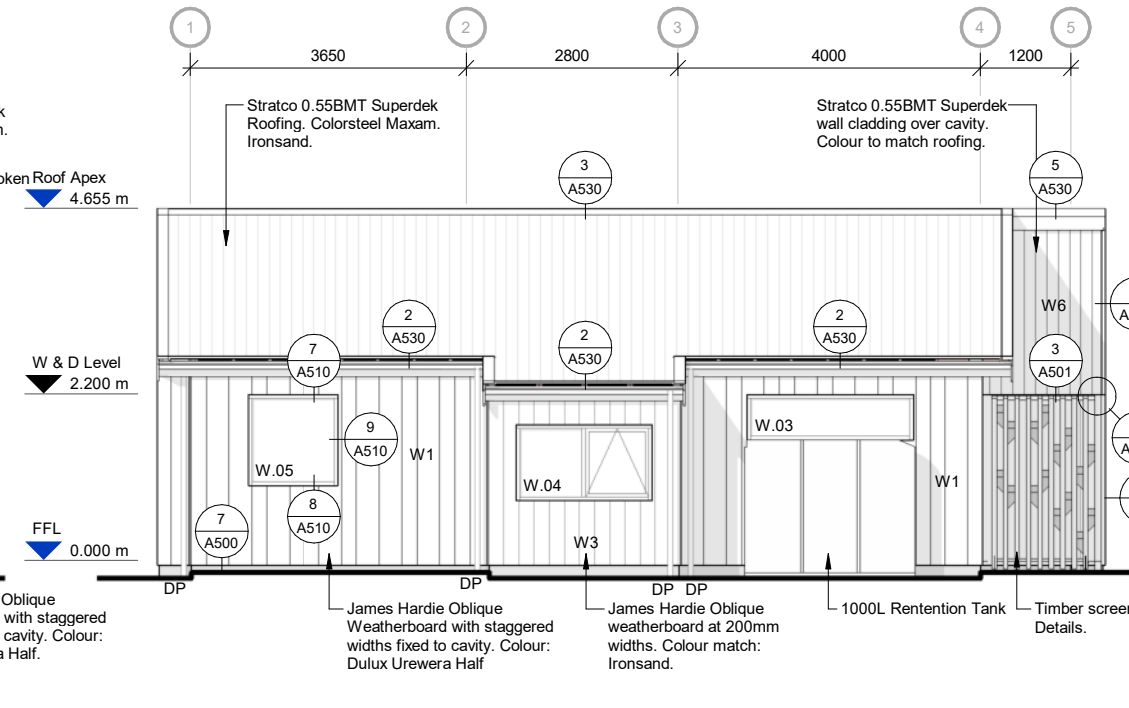 1
2
3
4
5
3650
2800
4000
1200
Stratco 0.55BMT Superdek
Roofing. Colorsteel Maxam.
Ironsand.
Stratco 0.55BMT Superdek
wall cladding over cavity.
Colour to match roofing.
Roof Apex
4.655 m
3
A530
5
A530
W6
2
A530
2
A530
2
A530
7
A510
3
A501
W & D Level
2.200 m
9
A510
W.05
W1
W.04
W.03
W1
8
A510
7
A500
W3
FFL
0.000 m
DP
DP
DP
DP
Oblique
with staggered
cavity. Colour:
Half.
James Hardie Oblique
Weatherboard with staggered
widths fixed to cavity. Colour:
Dulux Urewera Half
James Hardie Oblique
weatherboard at 200mm
widths. Colour match:
Ironsand.
1000L Rentention Tank
Timber screen
Details.